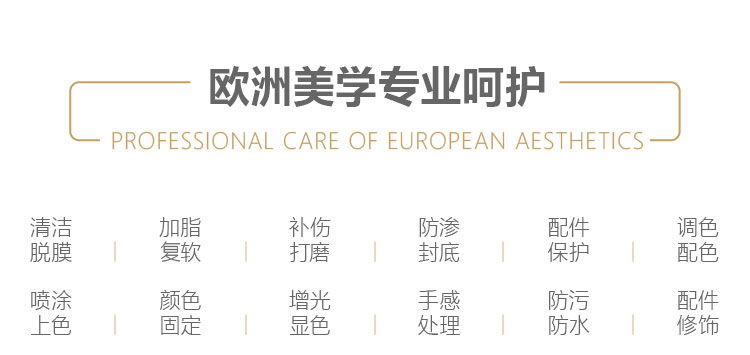 欧洲美学专业呵护
PROFESSIONAL CARE OF EUROPEAN AESTHETICS
清洁 加脂 补伤 防渗 配件 调色
脱膜 | 复软 | 打磨 | 封底 | 保护 | 配色
喷涂 颜色 增光 手感 防污 配件
上色 | 固定 | 显色 | 处理 | 防水 | 修饰